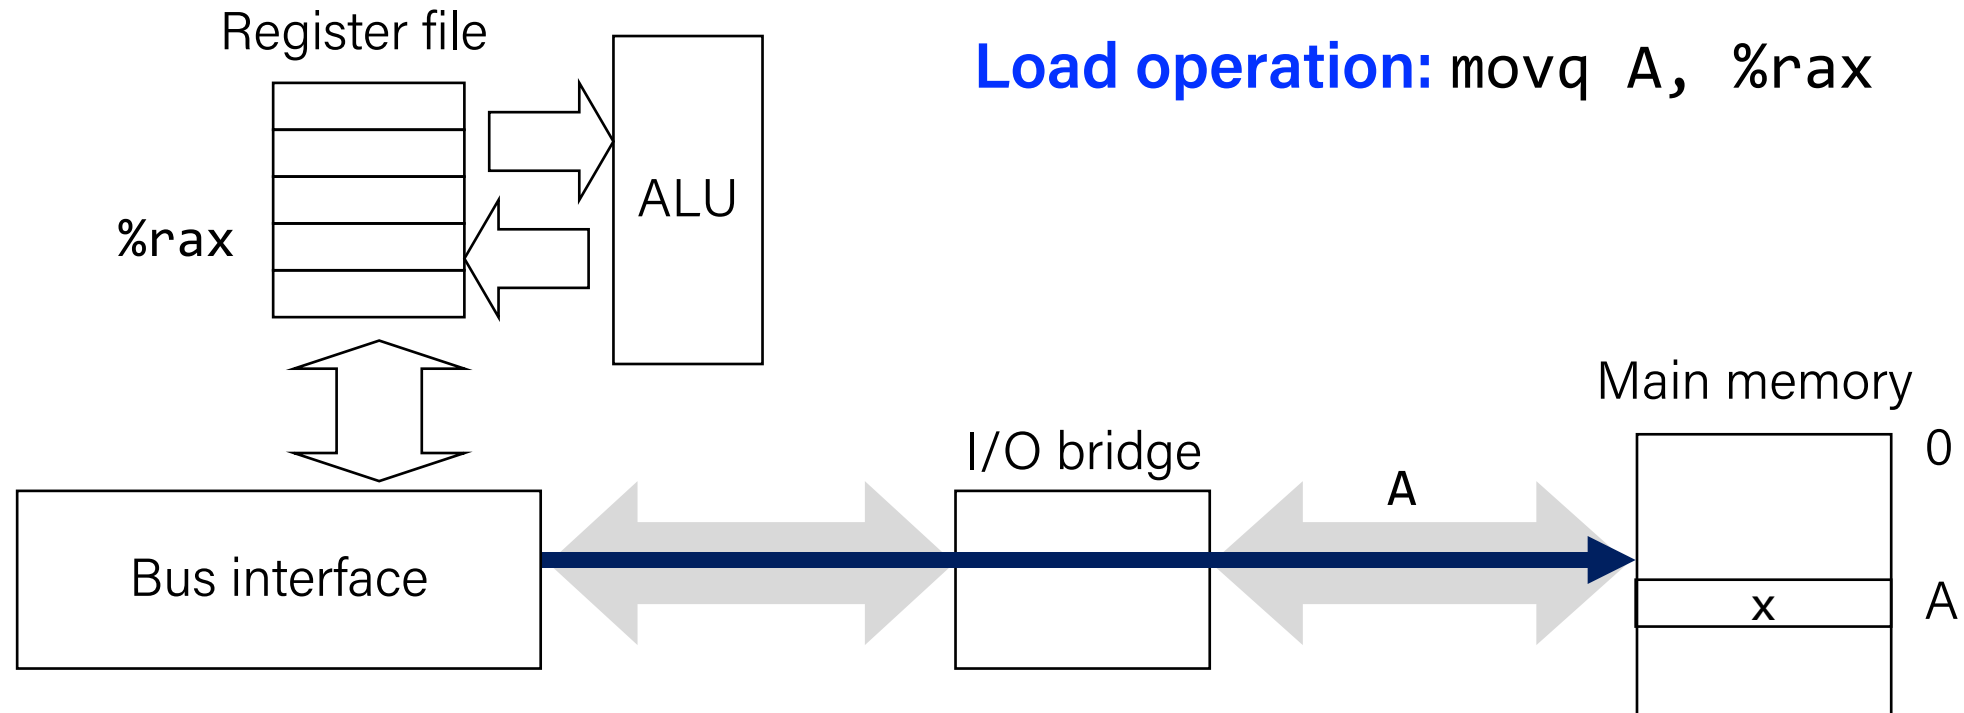 Register file
Load operation: movq A, %rax
ALU
%rax
Main memory
I/O bridge
0
A
Bus interface
x
A